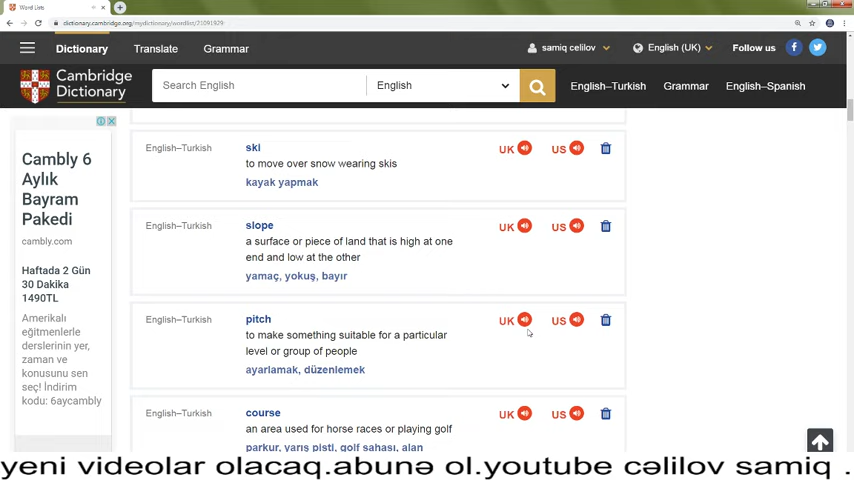 Word Lists
dictionary.cambridge.org/mydictionary/wordlist/21091929
Dictionary
Translate
Grammar
samiq celilov
English (UK)
Follow us
Cambridge
Dictionary
Search English
English
English–Turkish
Grammar
English–Spanish
Cambly 6
Aylık
Bayram
Pakedi
cambly.com
Haftada 2 Gün
30 Dakika
1490TL
Amerikalı
eğitmenlerle
derslerinin yer,
zaman ve
konusunu sen
seç! İndirim
kodu: 6aycambly
English–Turkish
ski
to move over snow wearing skis
kayak yapmak
UK
US
English–Turkish
slope
a surface or piece of land that is high at one
end and low at the other
yamaç, yokuş, bayır
UK
US
English–Turkish
pitch
to make something suitable for a particular
level or group of people
ayarlamak, düzenlemek
UK
US
English–Turkish
course
an area used for horse races or playing golf
parkur, yarış pisti, golf sahası, alan
UK
US
yeni videolar olacaq.abunə ol.youtube cəlilov samiq .